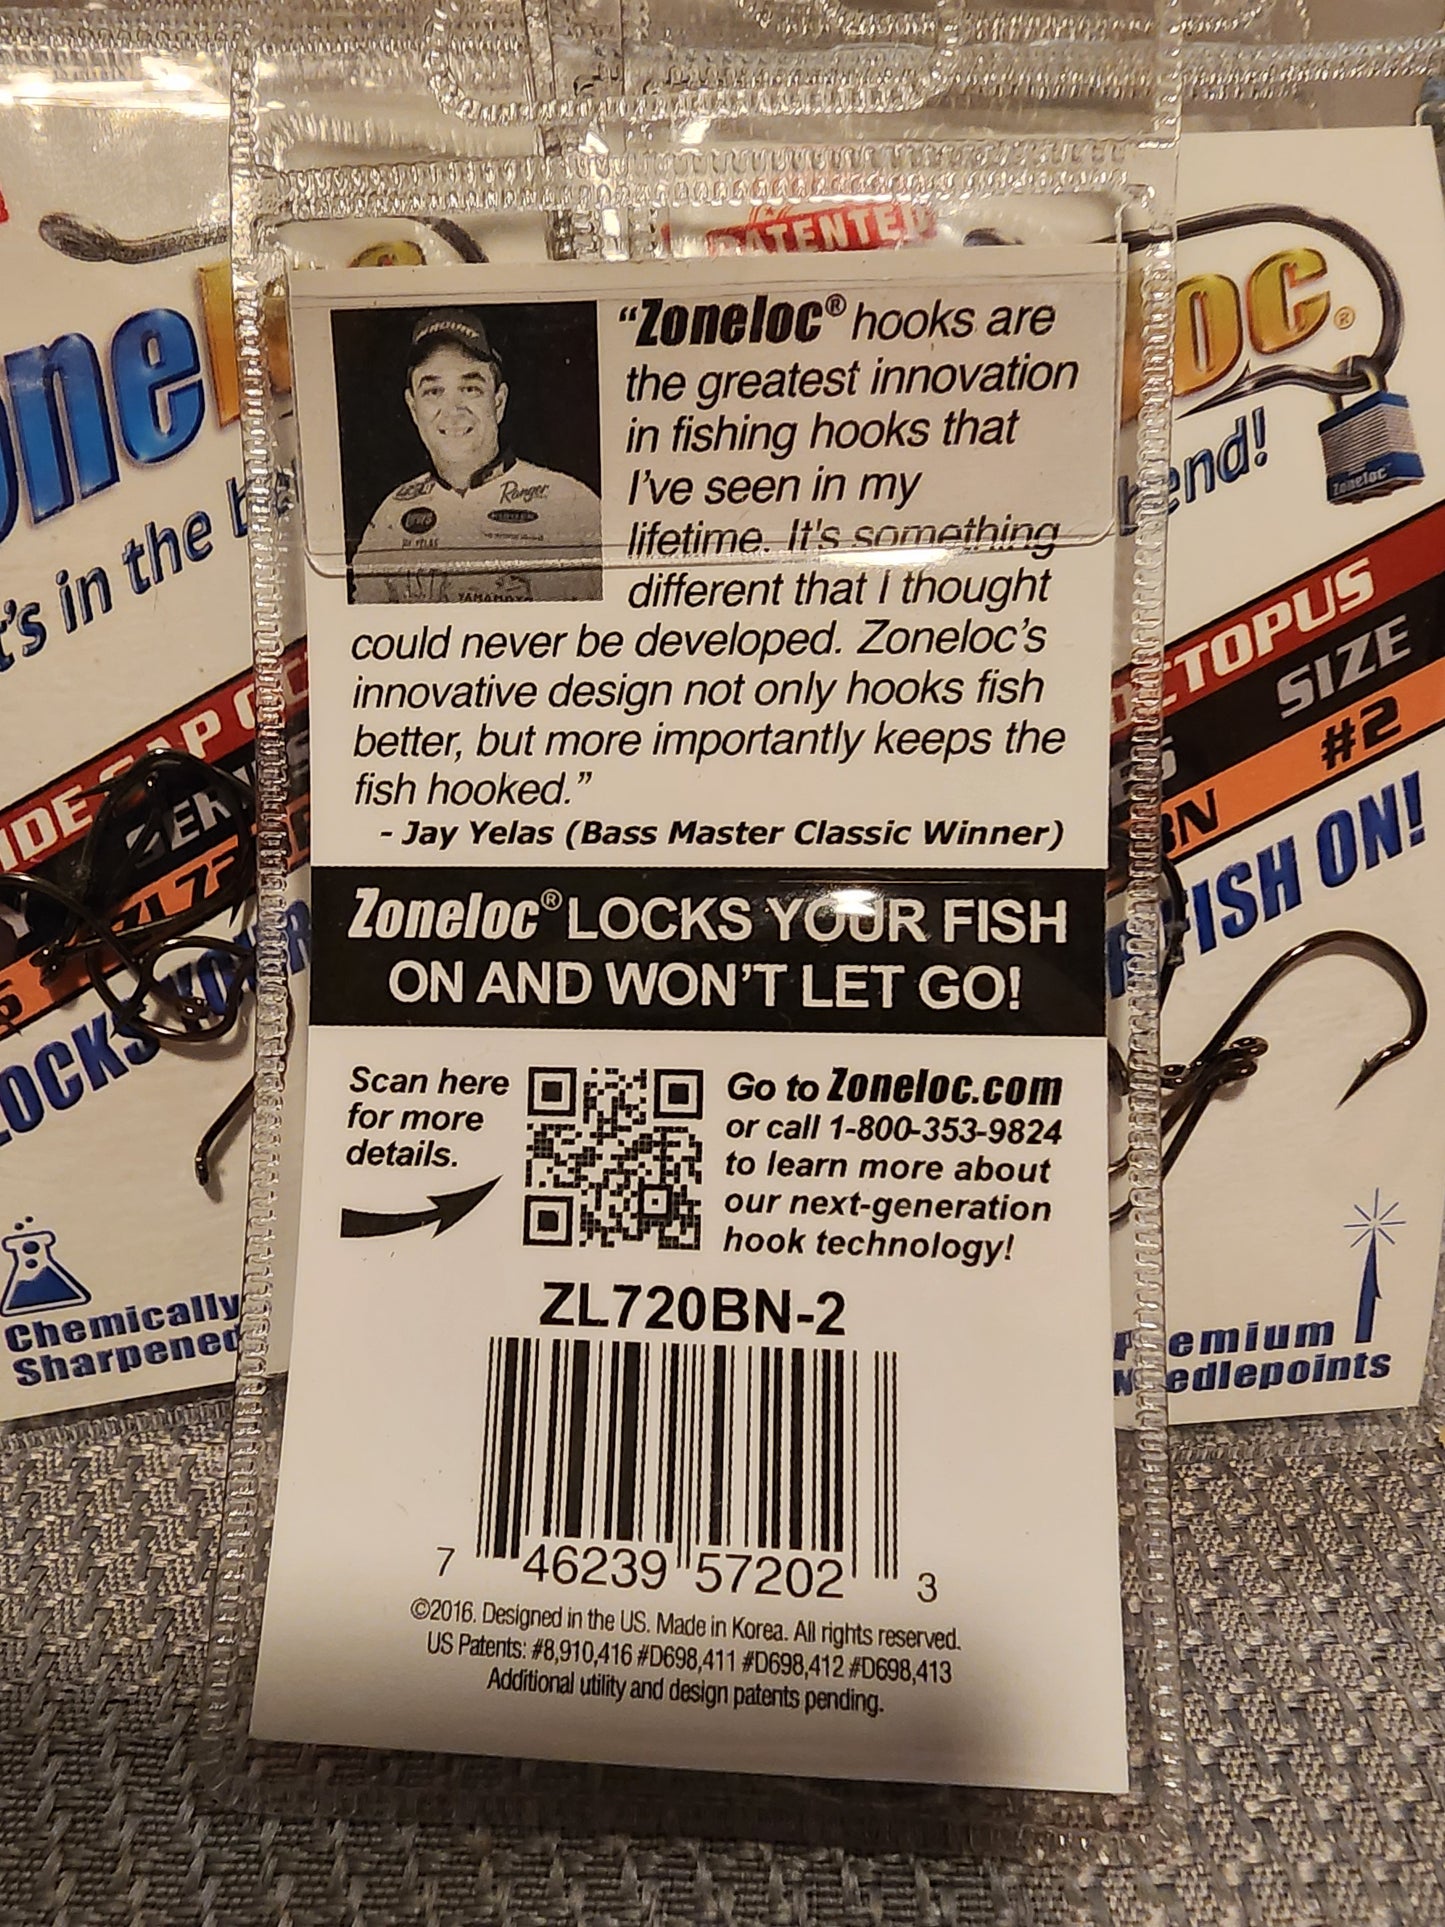 PATENTED
"Zoneloc® hooks are
the greatest innovation
in fishing hooks that
I've seen in my
lifetime. It's something
different that I thought
could never be developed. Zoneloc's
innovative design not only hooks fish
better, but more importantly keeps the
fish hooked."
- Jay Yelas (Bass Master Classic Winner)
Ranger
Zoneloc® LOCKS YOUR FISH
ON AND WON'T LET GO!
Scan here
for more
details.
Go to Zoneloc.com
or call 1-800-353-9824
to learn more about
our next-generation
hook technology!
ZL720BN-2
7 46239 57202 3
©2016. Designed in the US. Made in Korea. All rights reserved.
US Patents: #8,910,416 #D698,411 #D698,412 #D698,413
Additional utility and design patents pending.
in the
Chemically
Sharpened
Zoneloc
SIZE
#2
FISH ON!